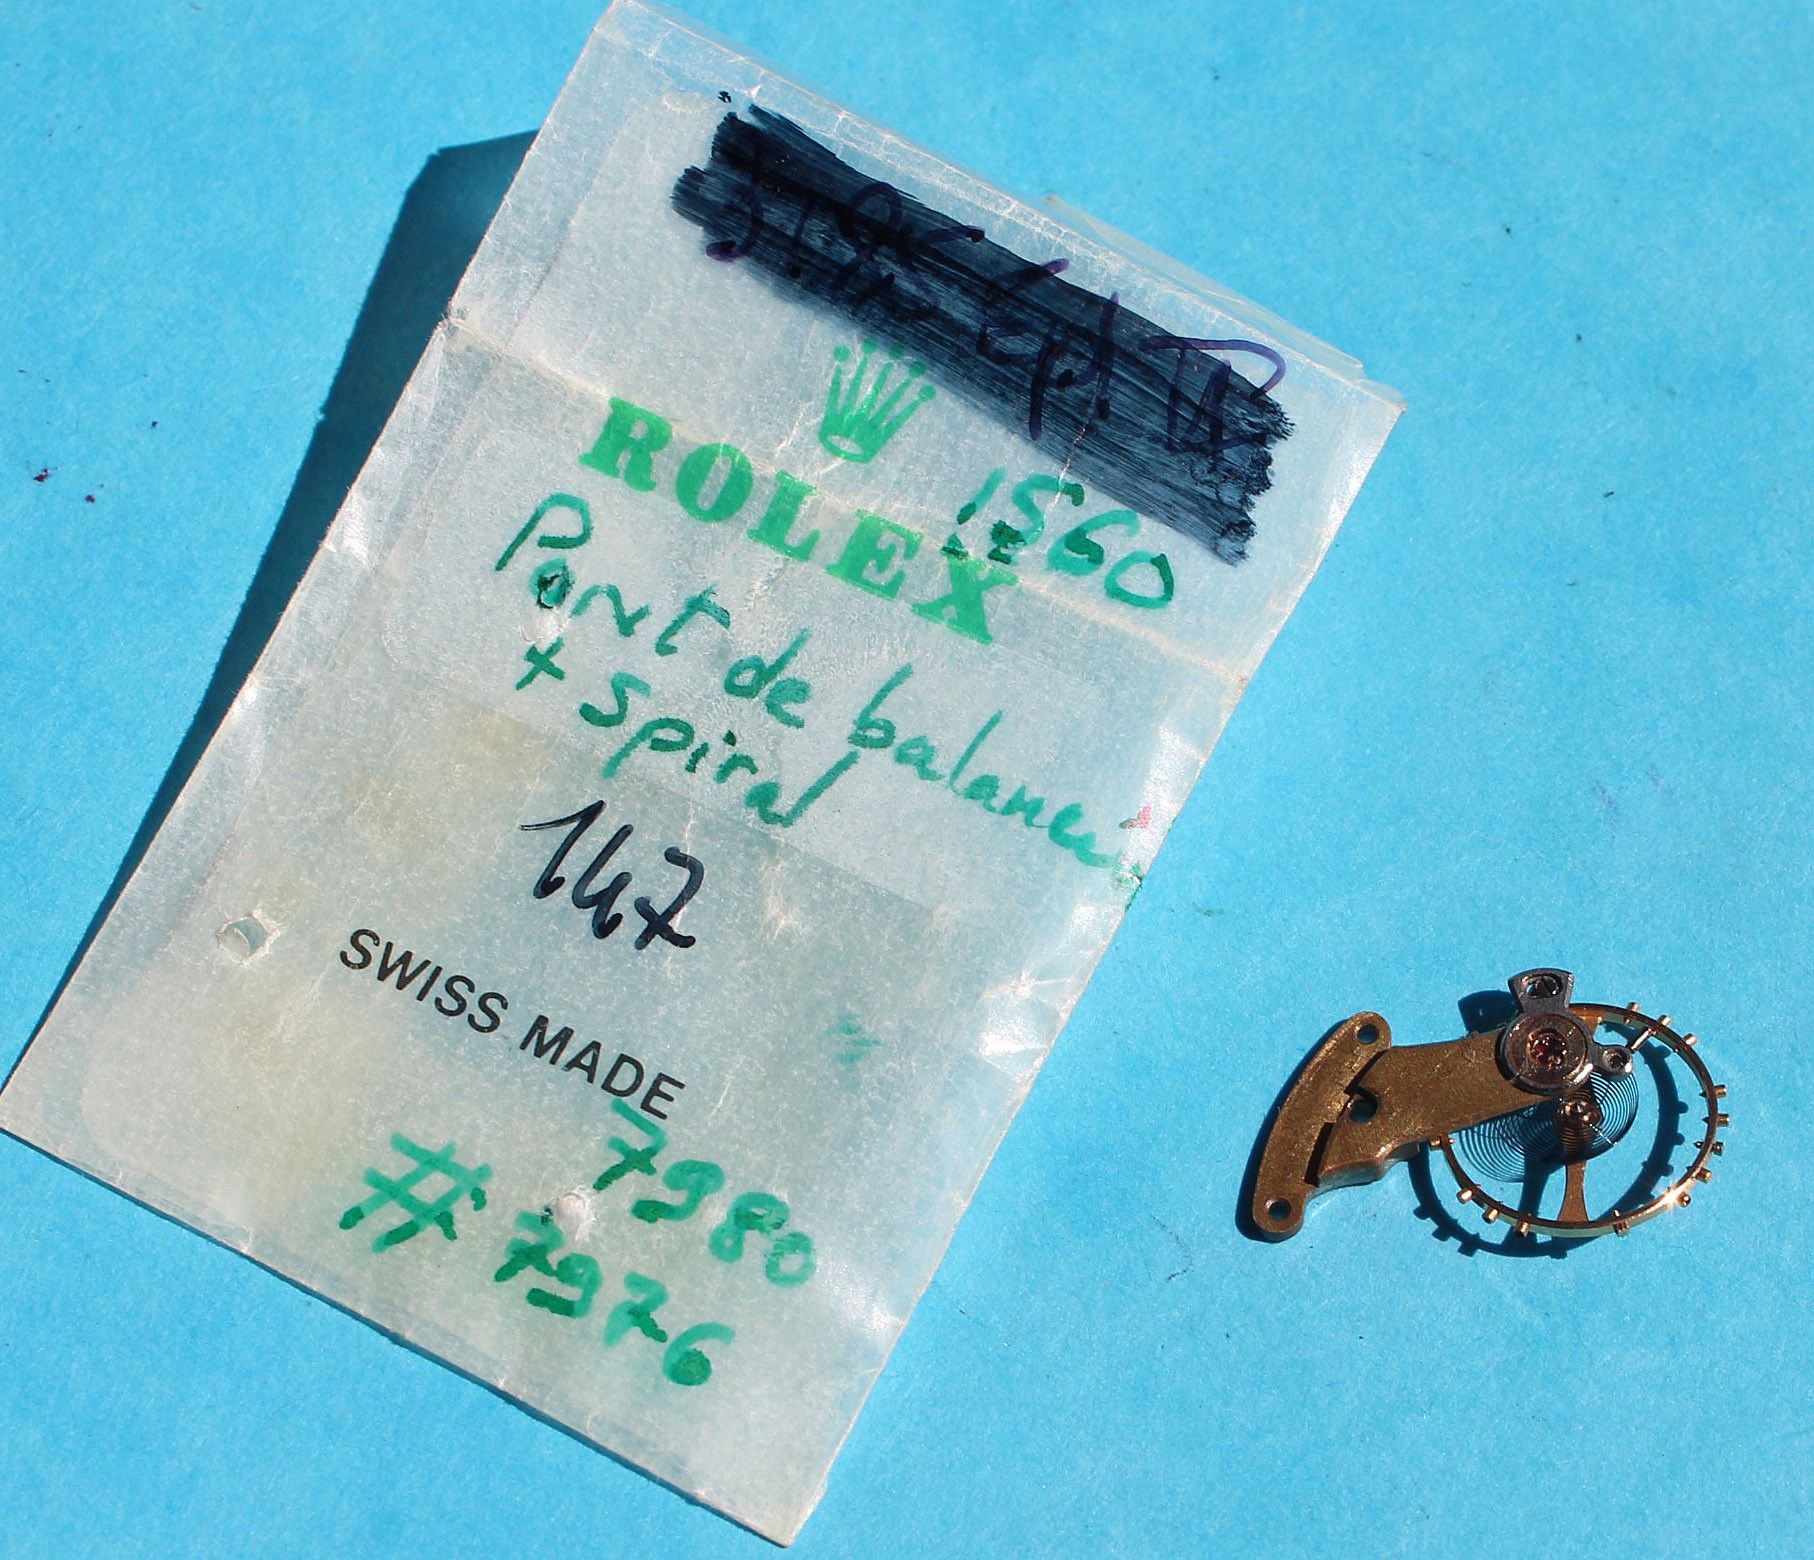 1560
ROLEX
Pont de balancier
+ spiral
147
SWISS MADE
7980
# 7976